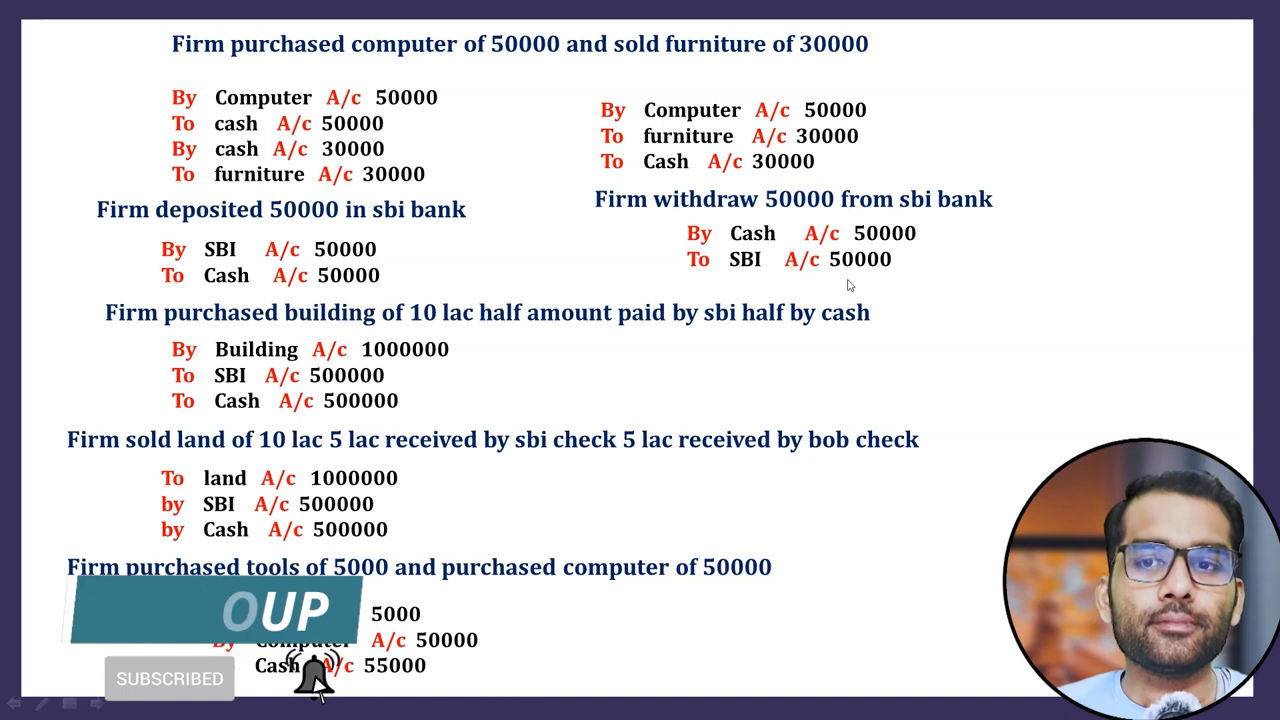 Firm purchased computer of 50000 and sold furniture of 30000
By Computer A/c 50000
To cash A/c 50000
By cash A/c 30000
To furniture A/c 30000
By Computer A/c 50000
To furniture A/c 30000
To Cash A/c 30000
Firm deposited 50000 in sbi bank
By SBI A/c 50000
To Cash A/c 50000
Firm withdraw 50000 from sbi bank
By Cash A/c 50000
To SBI A/c 50000
Firm purchased building of 10 lac half amount paid by sbi half by cash
By Building A/c 1000000
To SBI A/c 500000
To Cash A/c 500000
Firm sold land of 10 lac 5 lac received by sbi check 5 lac received by bob check
To land A/c 1000000
by SBI A/c 500000
by Cash A/c 500000
Firm purchased tools of 5000 and purchased computer of 50000
5000
By Computer A/c 50000
Cash A/c 55000
OUP
SUBSCRIBED